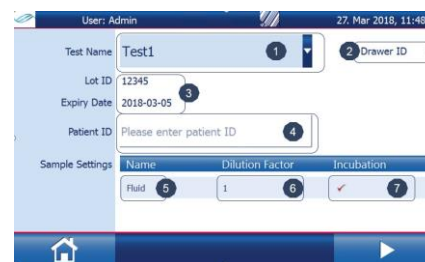 User: Admin 27. Mar 2018, 11:48
Test Name Test1 1 2 Drawer ID
Lot ID 12345
3
Expiry Date 2018-03-05
Patient ID Please enter patient ID 4
Sample Settings Name Dilution Factor Incubation
Fluid 5 1 6 ✓ 7